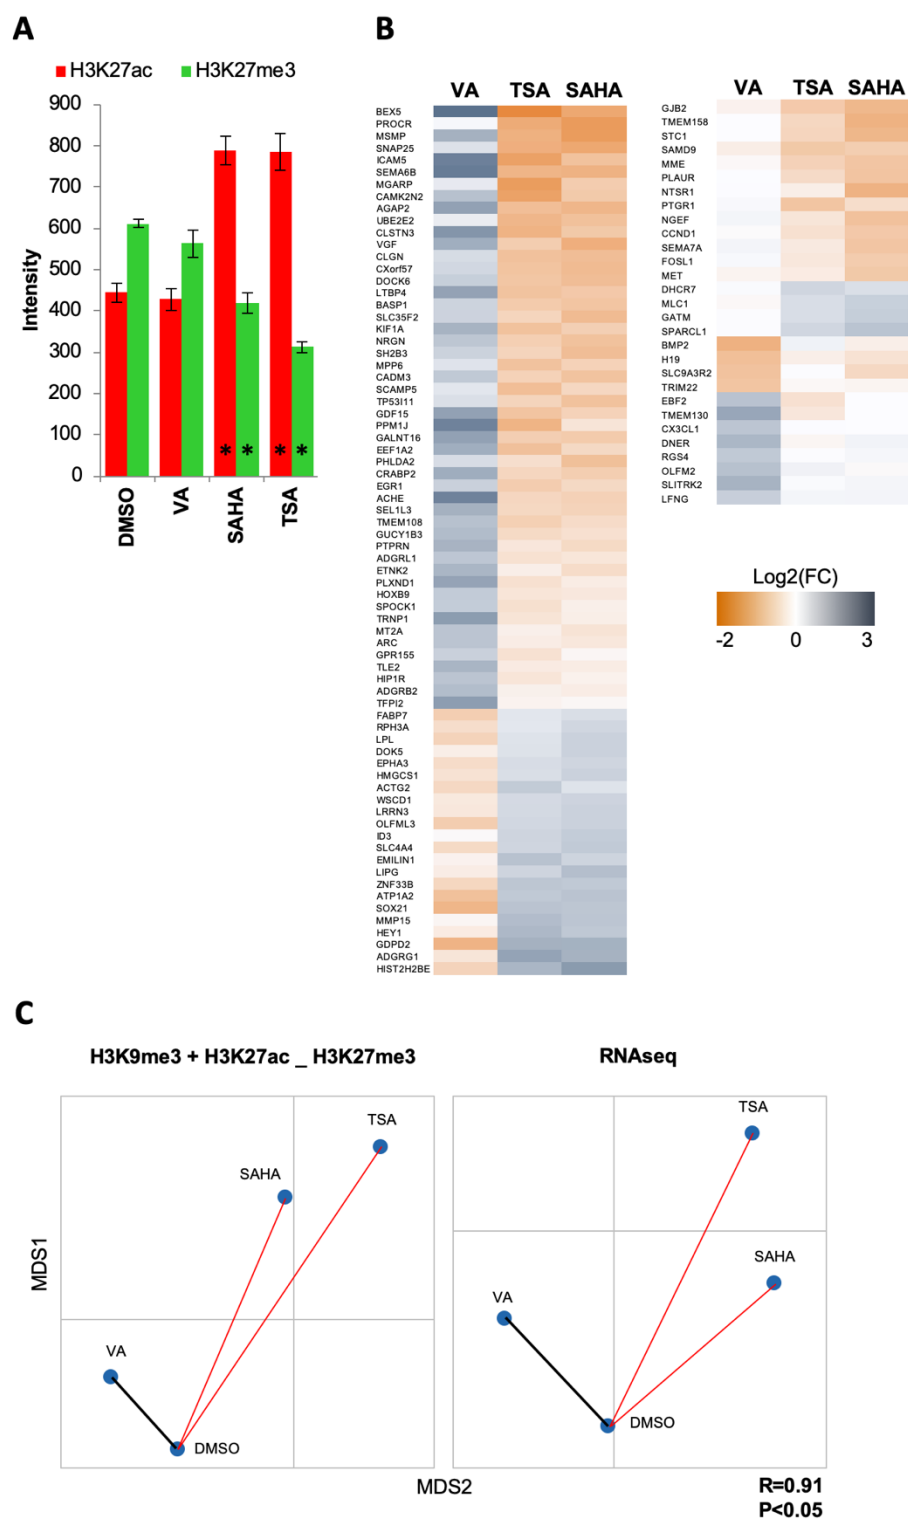 A
H3K27ac H3K27me3
900
800
700
600
500
400
300
200
100
0
Intensity
DMSO
VA
SAHA
TSA
* * * *
B
VA TSA SAHA
BEX5
PROCR
MSMP
SNAP25
ICAM5
SEMA6B
MGARP
CAMK2N2
AGAP2
UBE2E2
CLSTN3
VGF
CLGN
CXorf57
DOCK6
LTBP4
BASP1
SLC35F2
KIF1A
NRGN
SH2B3
MPP6
CADM3
SCAMP5
TP53I11
GDF15
PPM1J
GALNT16
EEF1A2
PHLDA2
CRABP2
EGR1
ACHE
SEL1L3
TMEM108
GUCY1B3
PTPRN
ADGRL1
ETNK2
PLXND1
HOXB9
SPOCK1
TRNP1
MT2A
ARC
GPR155
TLE2
HIP1R
ADGRB2
TFPI2
FABP7
RPH3A
LPL
DOK5
EPHA3
HMGCS1
ACTG2
WSCD1
LRRN3
OLFML3
ID3
SLC4A4
EMILIN1
LIPG
ZNF33B
ATP1A2
SOX21
MMP15
HEY1
GDPD2
ADGRG1
HIST2H2BE
VA TSA SAHA
GJB2
TMEM158
STC1
SAMD9
MME
PLAUR
NTSR1
PTGR1
NGEF
CCND1
SEMA7A
FOSL1
MET
DHCR7
MLC1
GATM
SPARCL1
BMP2
H19
SLC9A3R2
TRIM22
EBF2
TMEM130
CX3CL1
DNER
RGS4
OLFM2
SLITRK2
LFNG
Log2(FC)
-2 0 3
C
H3K9me3 + H3K27ac _ H3K27me3
TSA
SAHA
VA
DMSO
MDS1
RNAseq
TSA
SAHA
VA
DMSO
MDS2
R=0.91
P<0.05